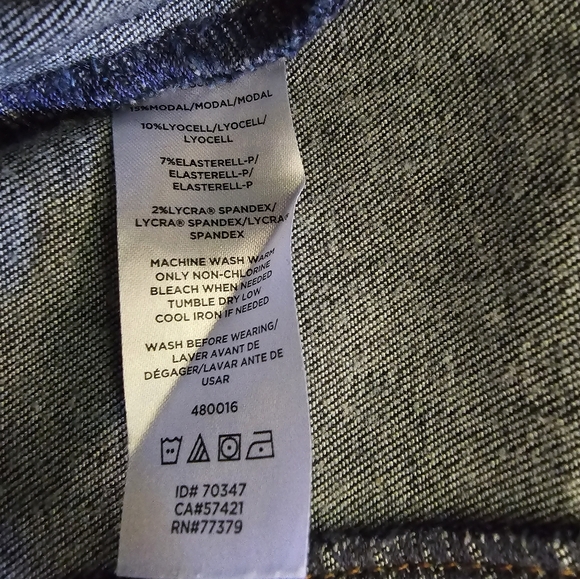 15%MODAL/MODAL/MODAL
10%LYOCELL/LYOCELL/
LYOCELL
7%ELASTERELL-P/
ELASTERELL-P/
ELASTERELL-P
2%LYCRA® SPANDEX/
LYCRA® SPANDEX/LYCRA®
SPANDEX
MACHINE WASH WARM
ONLY NON-CHLORINE
BLEACH WHEN NEEDED
TUMBLE DRY LOW
COOL IRON IF NEEDED
WASH BEFORE WEARING/
LAVER AVANT DE
DÉGAGER/LAVAR ANTE DE
USAR
480016
ID# 70347
CA#57421
RN#77379